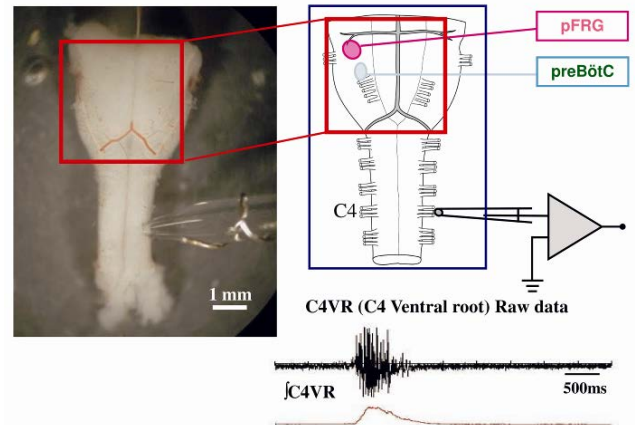 pFRG
preBötC
C4
1 mm
C4VR (C4 Ventral root) Raw data
∫C4VR
500ms